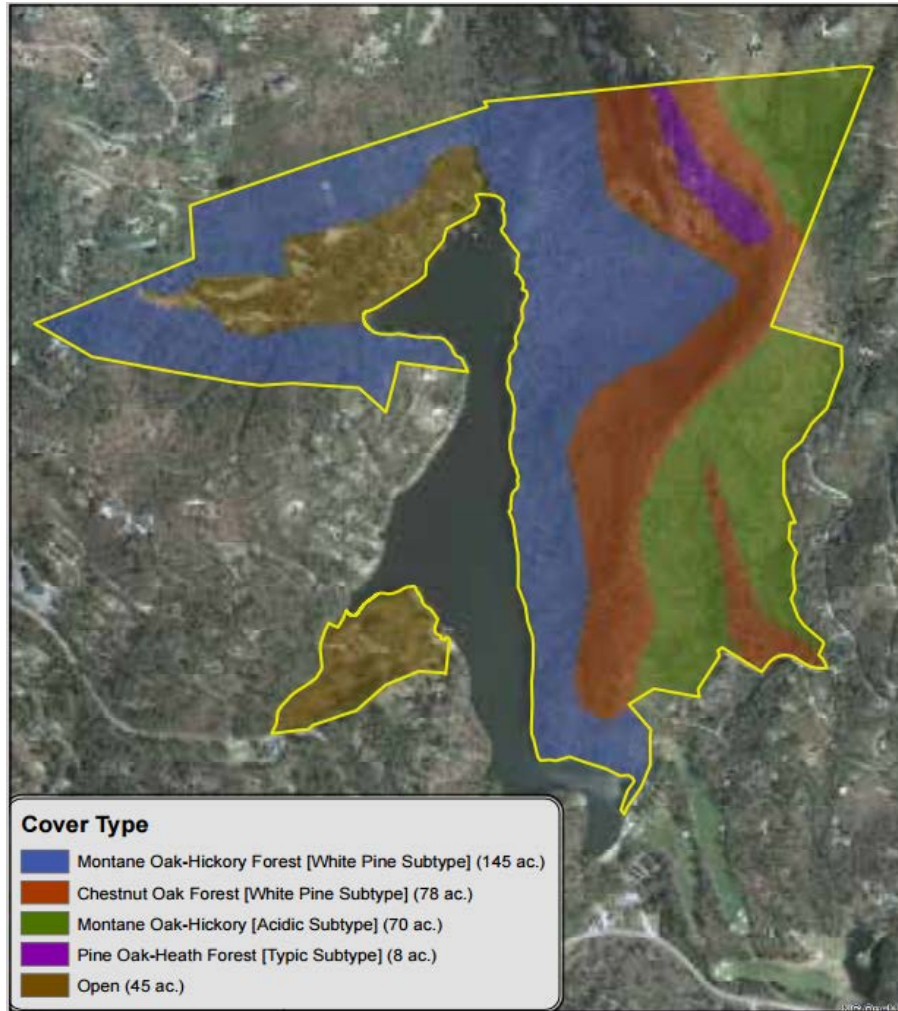 Cover Type
Montane Oak-Hickory Forest [White Pine Subtype] (145 ac.)
Chestnut Oak Forest [White Pine Subtype] (78 ac.)
Montane Oak-Hickory [Acidic Subtype] (70 ac.)
Pine Oak-Heath Forest [Typic Subtype] (8 ac.)
Open (45 ac.)